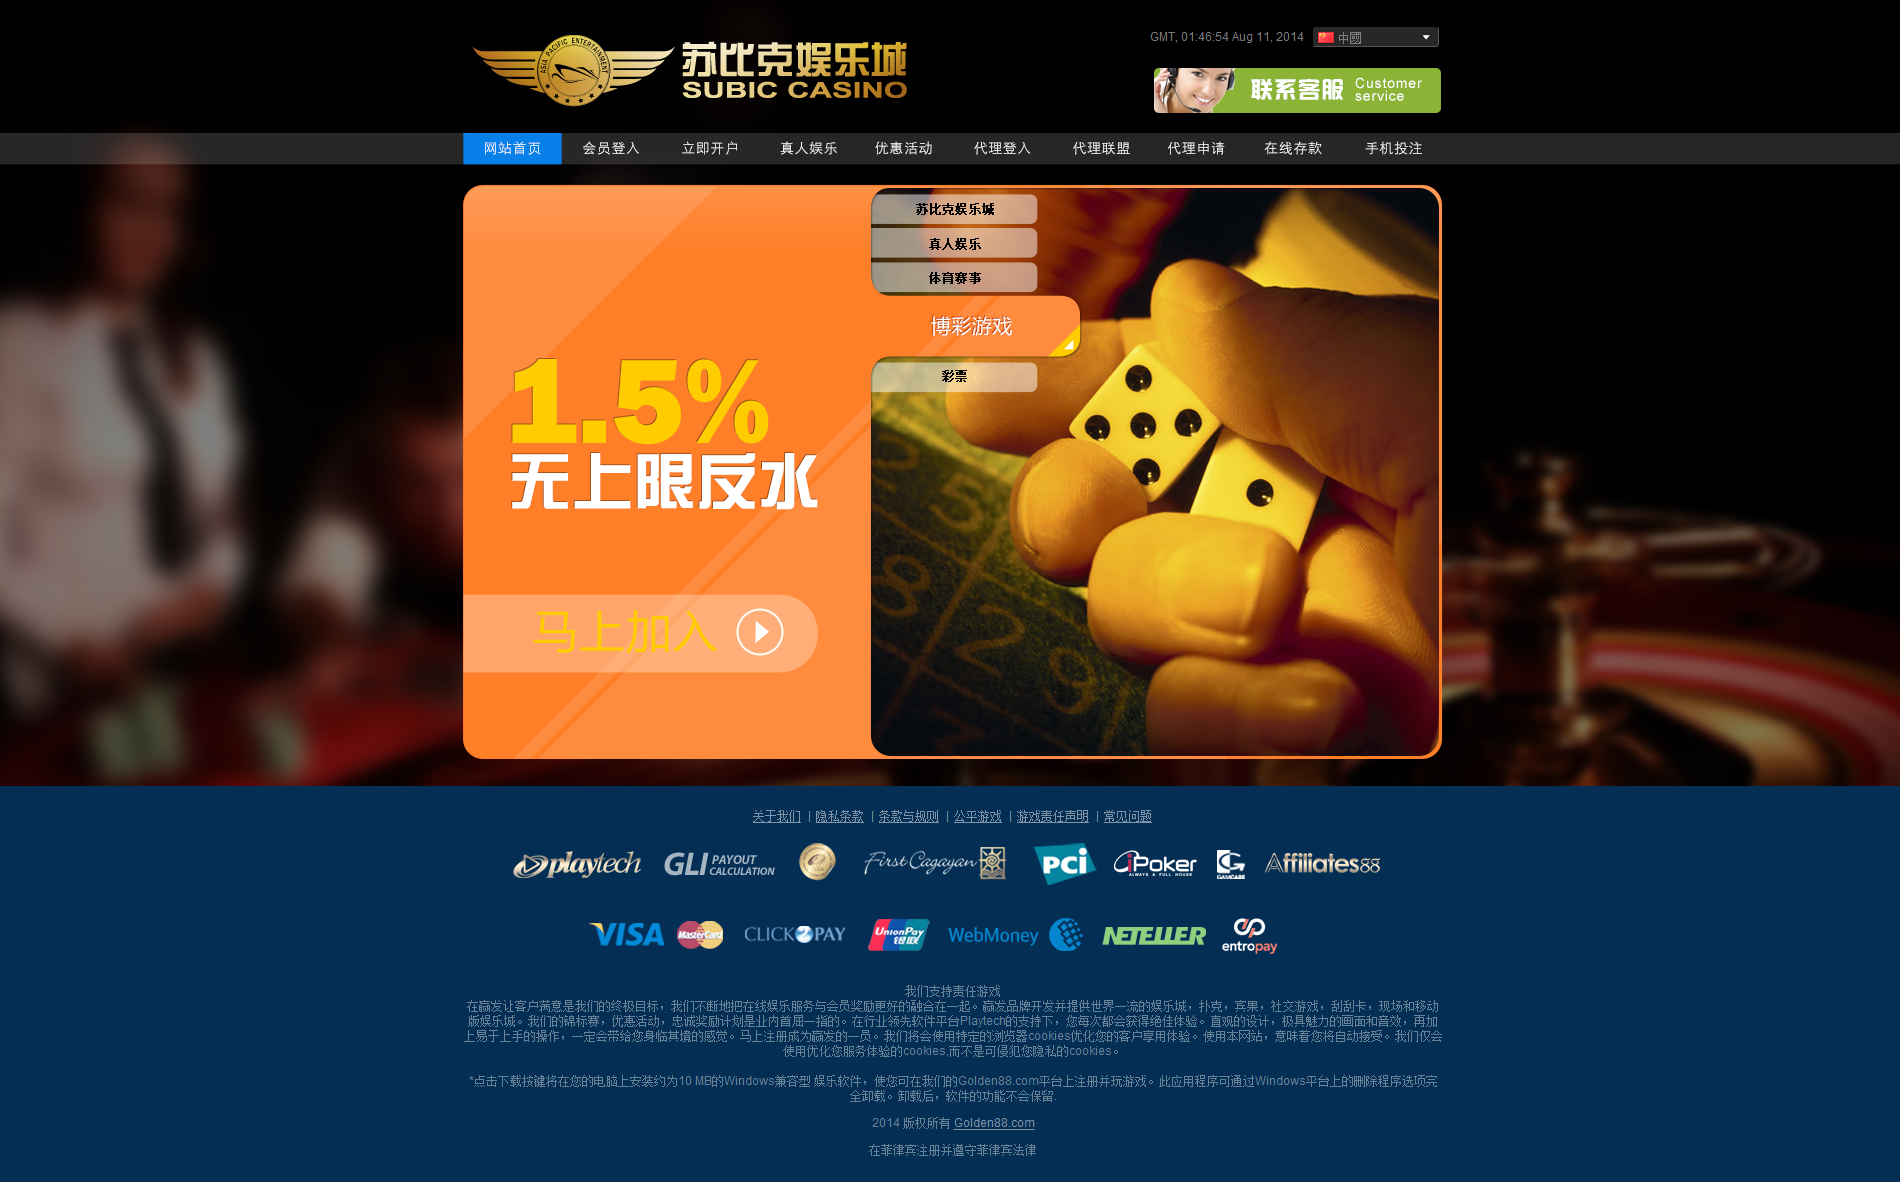 ASIA PACIFIC ENTERTAINMENT
苏比克娱乐城
SUBIC CASINO
GMT, 01:46:54 Aug 11, 2014
中國
联系客服 Customer service
网站首页 会员登入 立即开户 真人娱乐 优惠活动 代理登入 代理联盟 代理申请 在线存款 手机投注
苏比克娱乐城
真人娱乐
体育赛事
博彩游戏
彩票
1.5%
无上限反水
马上加入
关于我们 | 隐私条款 | 条款与规则 | 公平游戏 | 游戏责任声明 | 常见问题
playtech GLI PAYOUT CALCULATION First Cagayan PCI iPoker ALWAYS A FULL HOUSE GAMCARE Affiliates88
VISA MasterCard CLICK2PAY UnionPay 银联 WebMoney NETELLER entropay
我们支持责任游戏
在赢发让客户满意是我们的终极目标，我们不断地把在线娱乐服务与会员奖励更好的融合在一起。赢发品牌开发并提供世界一流的娱乐城，扑克，宾果，社交游戏，刮刮卡，现场和移动
版娱乐城。我们的锦标赛，优惠活动，忠诚奖励计划是业内首屈一指的。在行业领先软件平台Playtech的支持下，您每次都会获得绝佳体验。直观的设计，极具魅力的画面和音效，再加
上易于上手的操作，一定会带给您身临其境的感觉。马上注册成为赢发的一员。我们将会使用特定的浏览器cookies优化您的客户享用体验。使用本网站，意味着您将自动接受。我们仅会
使用优化您服务体验的cookies,而不是可侵犯您隐私的cookies。
*点击下载按键将在您的电脑上安装约为10 MB的Windows兼容型 娱乐软件，使您可在我们的Golden88.com平台上注册并玩游戏。此应用程序可通过Windows平台上的删除程序选项完
全卸载。卸载后，软件的功能不会保留.
2014 版权所有 Golden88.com
在菲律宾注册并遵守菲律宾法律